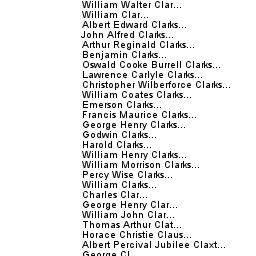 William Walter Clar...
William Clar...
Albert Edward Clarks...
John Alfred Clarks...
Arthur Reginald Clarks...
Benjamin Clarks...
Oswald Cooke Burrell Clarks...
Lawrence Carlyle Clarks...
Christopher Wilberforce Clarks...
William Coates Clarks...
Emerson Clarks...
Francis Maurice Clarks...
George Henry Clarks...
Godwin Clarks...
Harold Clarks...
William Henry Clarks...
William Morrison Clarks...
Percy Wise Clarks...
William Clarks...
Charles Clar...
George Henry Clar...
William John Clar...
Thomas Arthur Clat...
Horace Christie Claus...
Albert Percival Jubilee Claxt...
George Cl